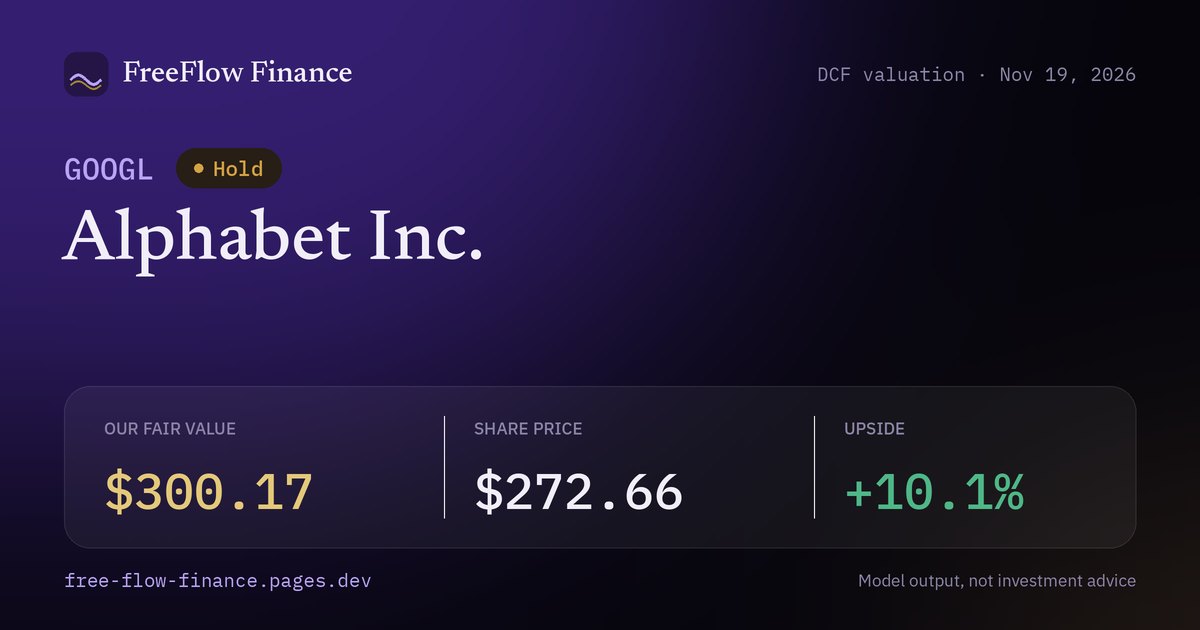 FreeFlow Finance
DCF valuation · Nov 19, 2026
GOOGL
Hold
Alphabet Inc.
OUR FAIR VALUE
$300.17
SHARE PRICE
$272.66
UPSIDE
+10.1%
free-flow-finance.pages.dev
Model output, not investment advice